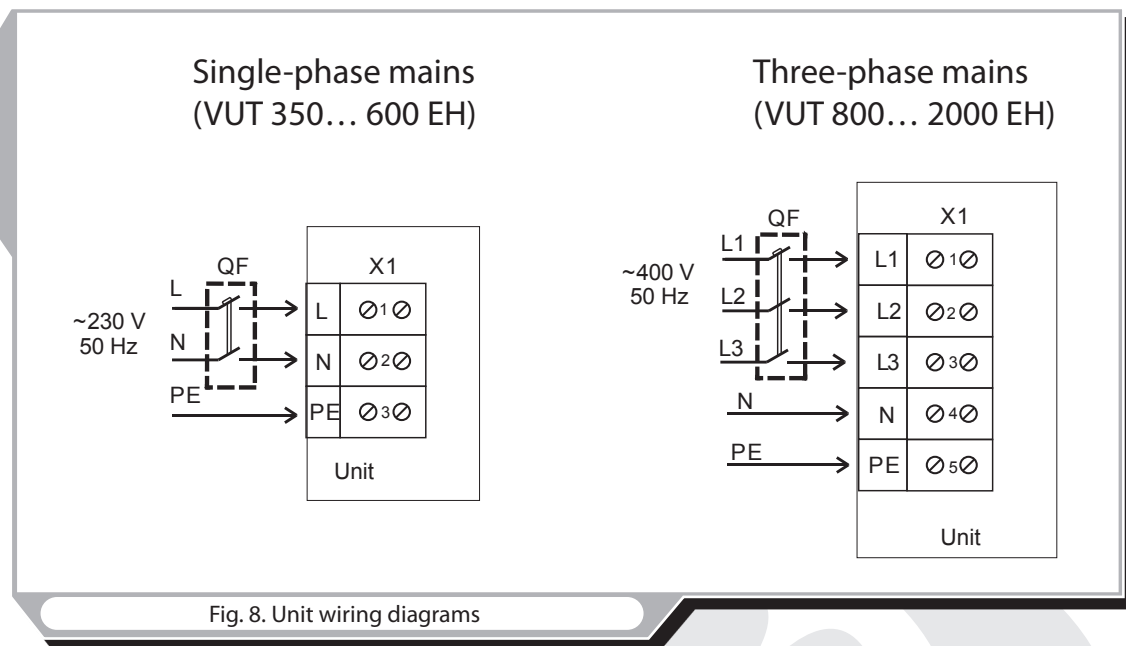 Single-phase mains
(VUT 350… 600 EH)
Three-phase mains
(VUT 800… 2000 EH)
QF
X1
L
L
1
~230 V
50 Hz
N
N
2
PE
PE
3
Unit
QF
X1
L1
L1
1
~400 V
50 Hz
L2
L2
2
L3
L3
3
N
N
4
PE
PE
5
Unit
Fig. 8. Unit wiring diagrams